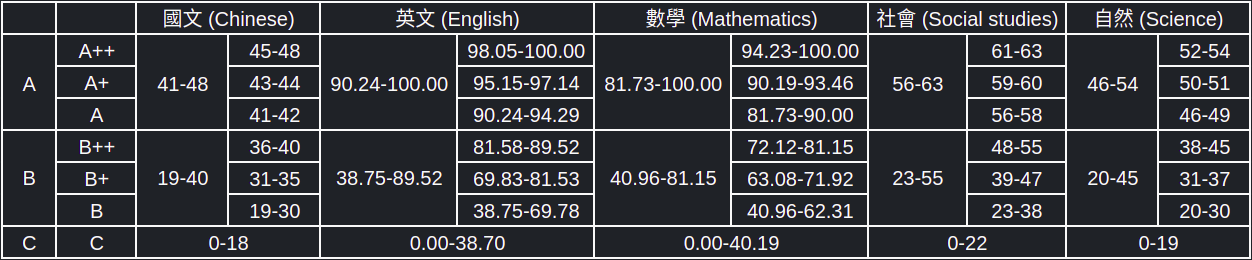 國文 (Chinese) 英文 (English) 數學 (Mathematics) 社會 (Social studies) 自然 (Science)
A A++ 41-48 45-48 90.24-100.00 98.05-100.00 81.73-100.00 94.23-100.00 56-63 61-63 46-54 52-54
A+ 43-44 95.15-97.14 90.19-93.46 59-60 50-51
A 41-42 90.24-94.29 81.73-90.00 56-58 46-49
B B++ 19-40 36-40 38.75-89.52 81.58-89.52 40.96-81.15 72.12-81.15 23-55 48-55 20-45 38-45
B+ 31-35 69.83-81.53 63.08-71.92 39-47 31-37
B 19-30 38.75-69.78 40.96-62.31 23-38 20-30
C C 0-18 0.00-38.70 0.00-40.19 0-22 0-19